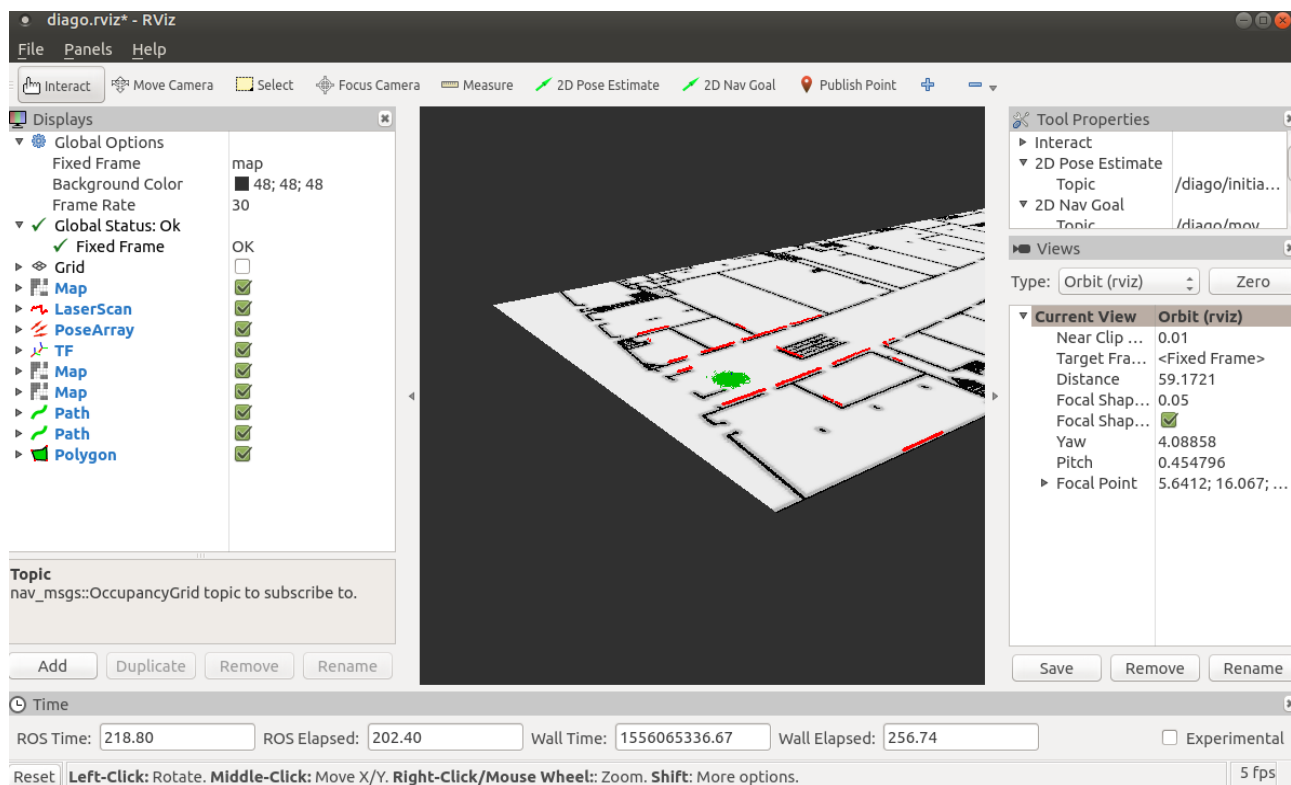 diago.rviz* - RViz
File Panels Help
Interact Move Camera Select Focus Camera Measure 2D Pose Estimate 2D Nav Goal Publish Point
Displays
Global Options
Fixed Frame map
Background Color 48; 48; 48
Frame Rate 30
Global Status: Ok
Fixed Frame OK
Grid
Map
LaserScan
PoseArray
TF
Map
Map
Path
Path
Polygon
Topic
nav_msgs::OccupancyGrid topic to subscribe to.
Add Duplicate Remove Rename
Tool Properties
Interact
2D Pose Estimate
Topic /diago/initia...
2D Nav Goal
Topic /diago/mov
Views
Type: Orbit (rviz) Zero
Current View Orbit (rviz)
Near Clip ... 0.01
Target Fra... <Fixed Frame>
Distance 59.1721
Focal Shap... 0.05
Focal Shap...
Yaw 4.08858
Pitch 0.454796
Focal Point 5.6412; 16.067; ...
Save Remove Rename
Time
ROS Time: 218.80 ROS Elapsed: 202.40 Wall Time: 1556065336.67 Wall Elapsed: 256.74 Experimental
Reset Left-Click: Rotate. Middle-Click: Move X/Y. Right-Click/Mouse Wheel:: Zoom. Shift: More options. 5 fps